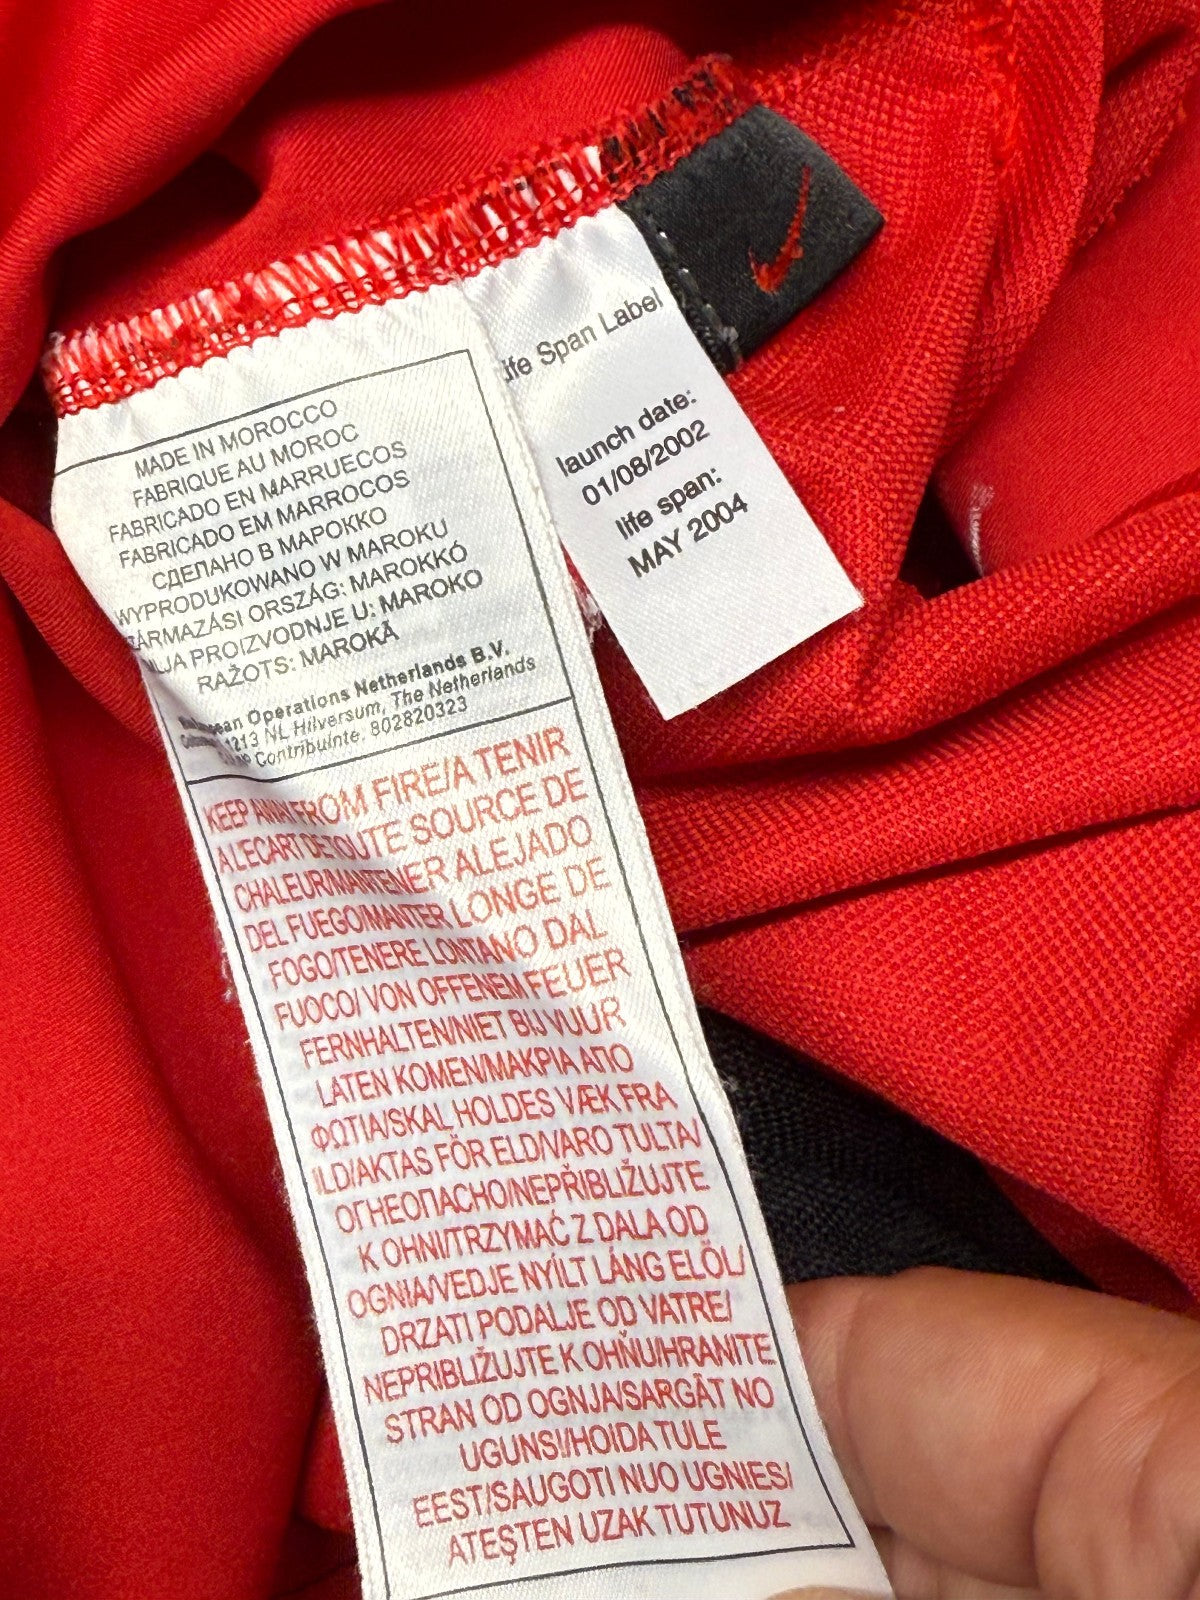 MADE IN MOROCCO
FABRIQUE AU MOROC
FABRICADO EN MARRUECOS
FABRICADO EM MARROCOS
СДЕЛАНО В МАРОККО
WYPRODUKOWANO W MAROKU
SZÁRMAZÁSI ORSZÁG: MAROKKÓ
PROIZVODNJE U: MAROKO
RAŽOTS: MAROKĀ
Operations Netherlands B.V.
1213 NL Hilversum, The Netherlands
Contribuinte. 802820323
KEEP AWAY FROM FIRE/A TENIR
A LECART DE TOUTE SOURCE DE
CHALEUR/MANTENER ALEJADO
DEL FUEGO/MANTER LONGE DE
FOGO/TENERE LONTANO DAL
FUOCO/ VON OFFENEM FEUER
FERNHALTEN/NIET BIJ VUUR
LATEN KOMEN/ΜΑΚΡΙΑ ΑΠΟ
ΦΩΤΙΑ/SKAL HOLDES VÆK FRA
ILD/AKTAS FÖR ELD/VARO TULTA/
ОГНЕОПАСНО/NEPŘIBLIŽUJTE
K OHNI/TRZYMAĆ Z DALA OD
OGNIA/VEDJE NYÍLT LÁNG ELÖL/
DRZATI PODALJE OD VATRE/
NEPRIBLIŽUJTE K OHŇU/HRANITE
STRAN OD OGNJA/SARGĀT NO
UGUNS!/HOIDA TULE
EEST/SAUGOTI NUO UGNIES/
ATEŞTEN UZAK TUTUNUZ
life Span Label
launch date:
01/08/2002
life span:
MAY 2004